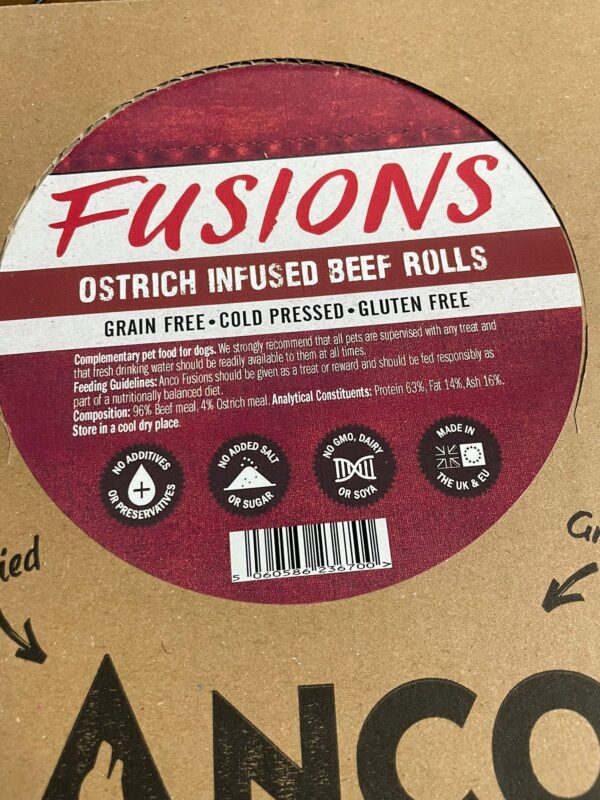 FUSIONS
OSTRICH INFUSED BEEF ROLLS
GRAIN FREE • COLD PRESSED • GLUTEN FREE
Complementary pet food for dogs. We strongly recommend that all pets are supervised with any treat and
that fresh drinking water should be readily available to them at all times.
Feeding Guidelines: Anco Fusions should be given as a treat or reward and should be fed responsibly as
part of a nutritionally balanced diet.
Composition: 96% Beef meal, 4% Ostrich meal. Analytical Constituents: Protein 63%, Fat 14%, Ash 16%.
Store in a cool dry place.
NO ADDITIVES
OR PRESERVATIVES
NO ADDED SALT
OR SUGAR
NO GMO, DAIRY
OR SOYA
MADE IN
THE UK & EU
5 060586 236700 >
ied
ANCO